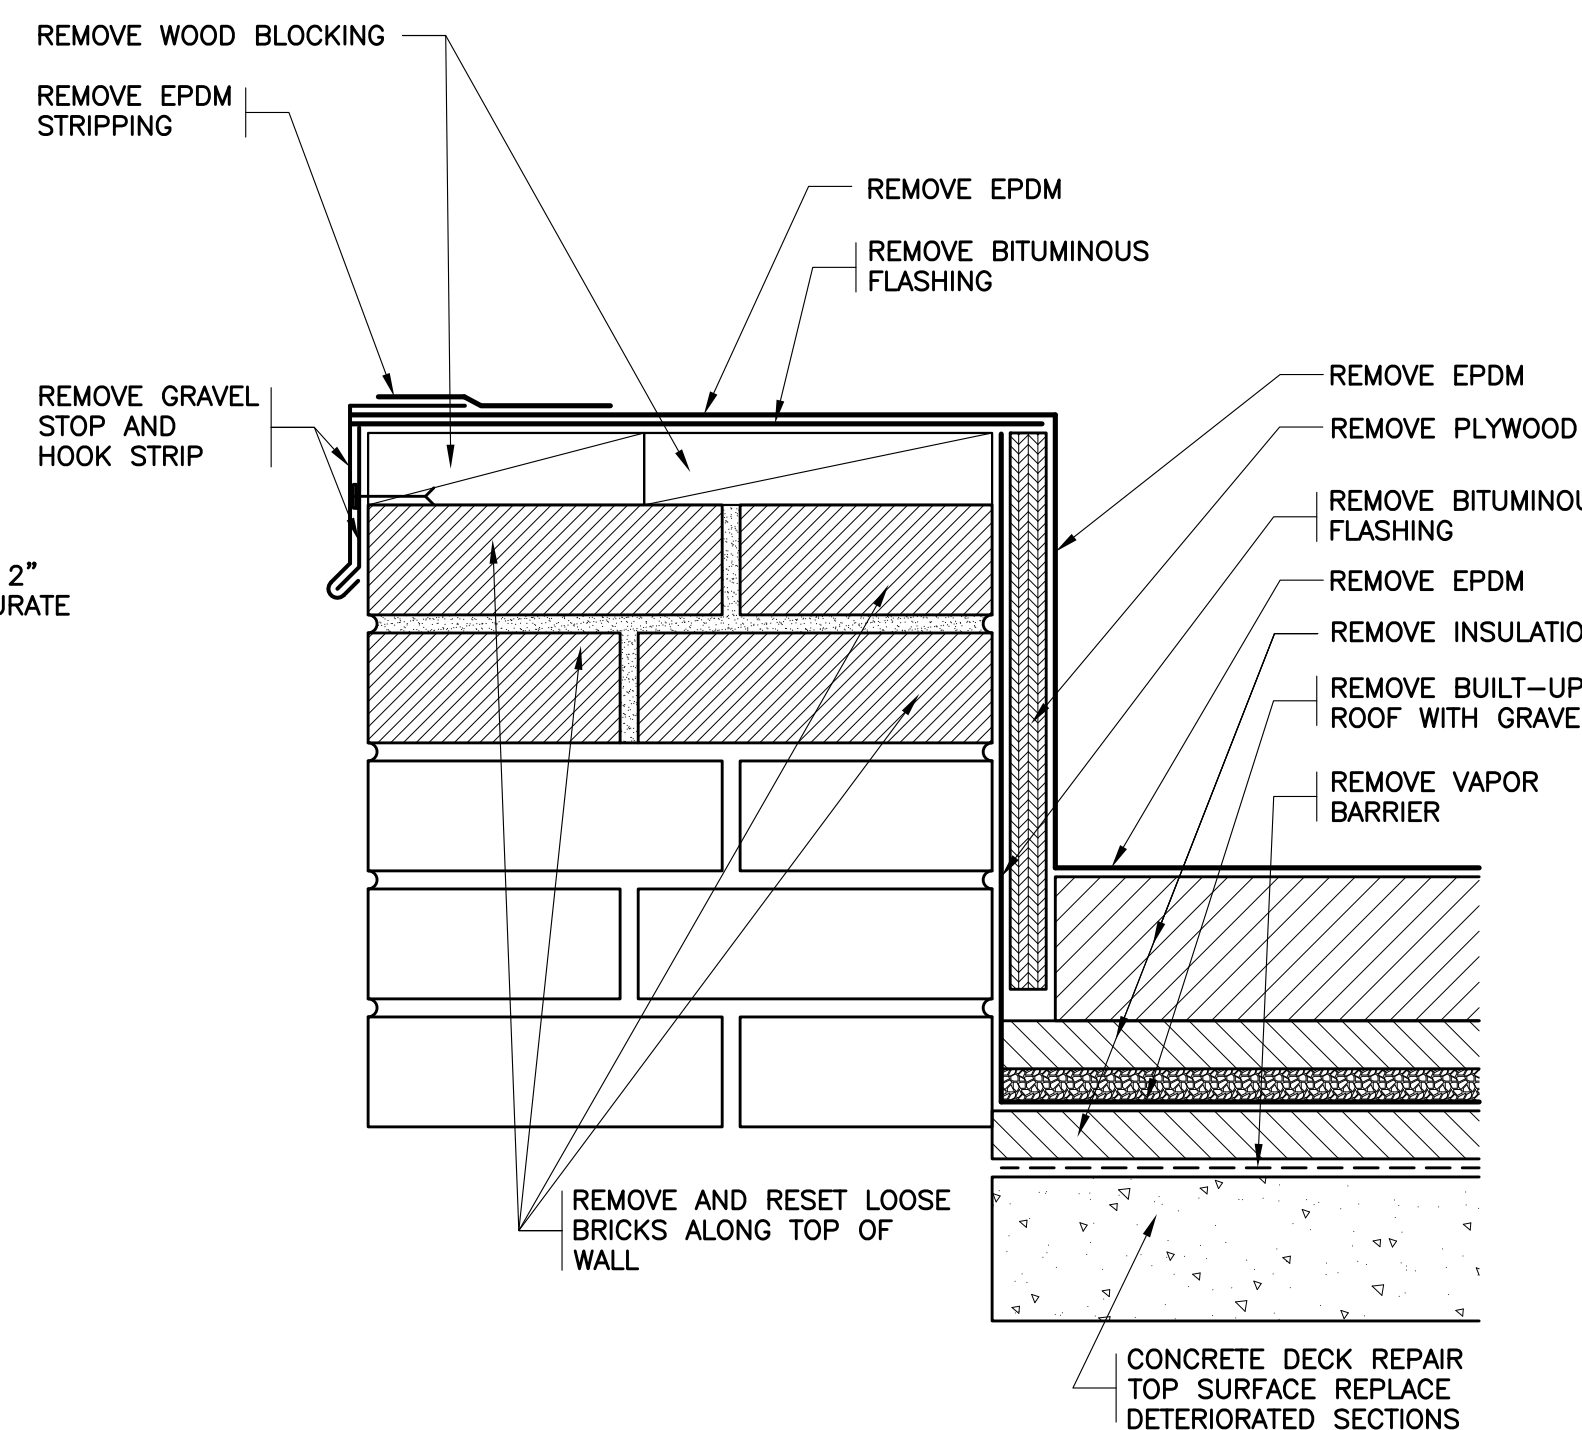 REMOVE WOOD BLOCKING
REMOVE EPDM
STRIPPING
REMOVE EPDM
REMOVE BITUMINOUS
FLASHING
REMOVE GRAVEL
STOP AND
HOOK STRIP
2”
URATE
REMOVE EPDM
REMOVE PLYWOOD
REMOVE BITUMINOU
FLASHING
REMOVE EPDM
REMOVE INSULATIO
REMOVE BUILT-UP
ROOF WITH GRAVE
REMOVE VAPOR
BARRIER
REMOVE AND RESET LOOSE
BRICKS ALONG TOP OF
WALL
CONCRETE DECK REPAIR
TOP SURFACE REPLACE
DETERIORATED SECTIONS